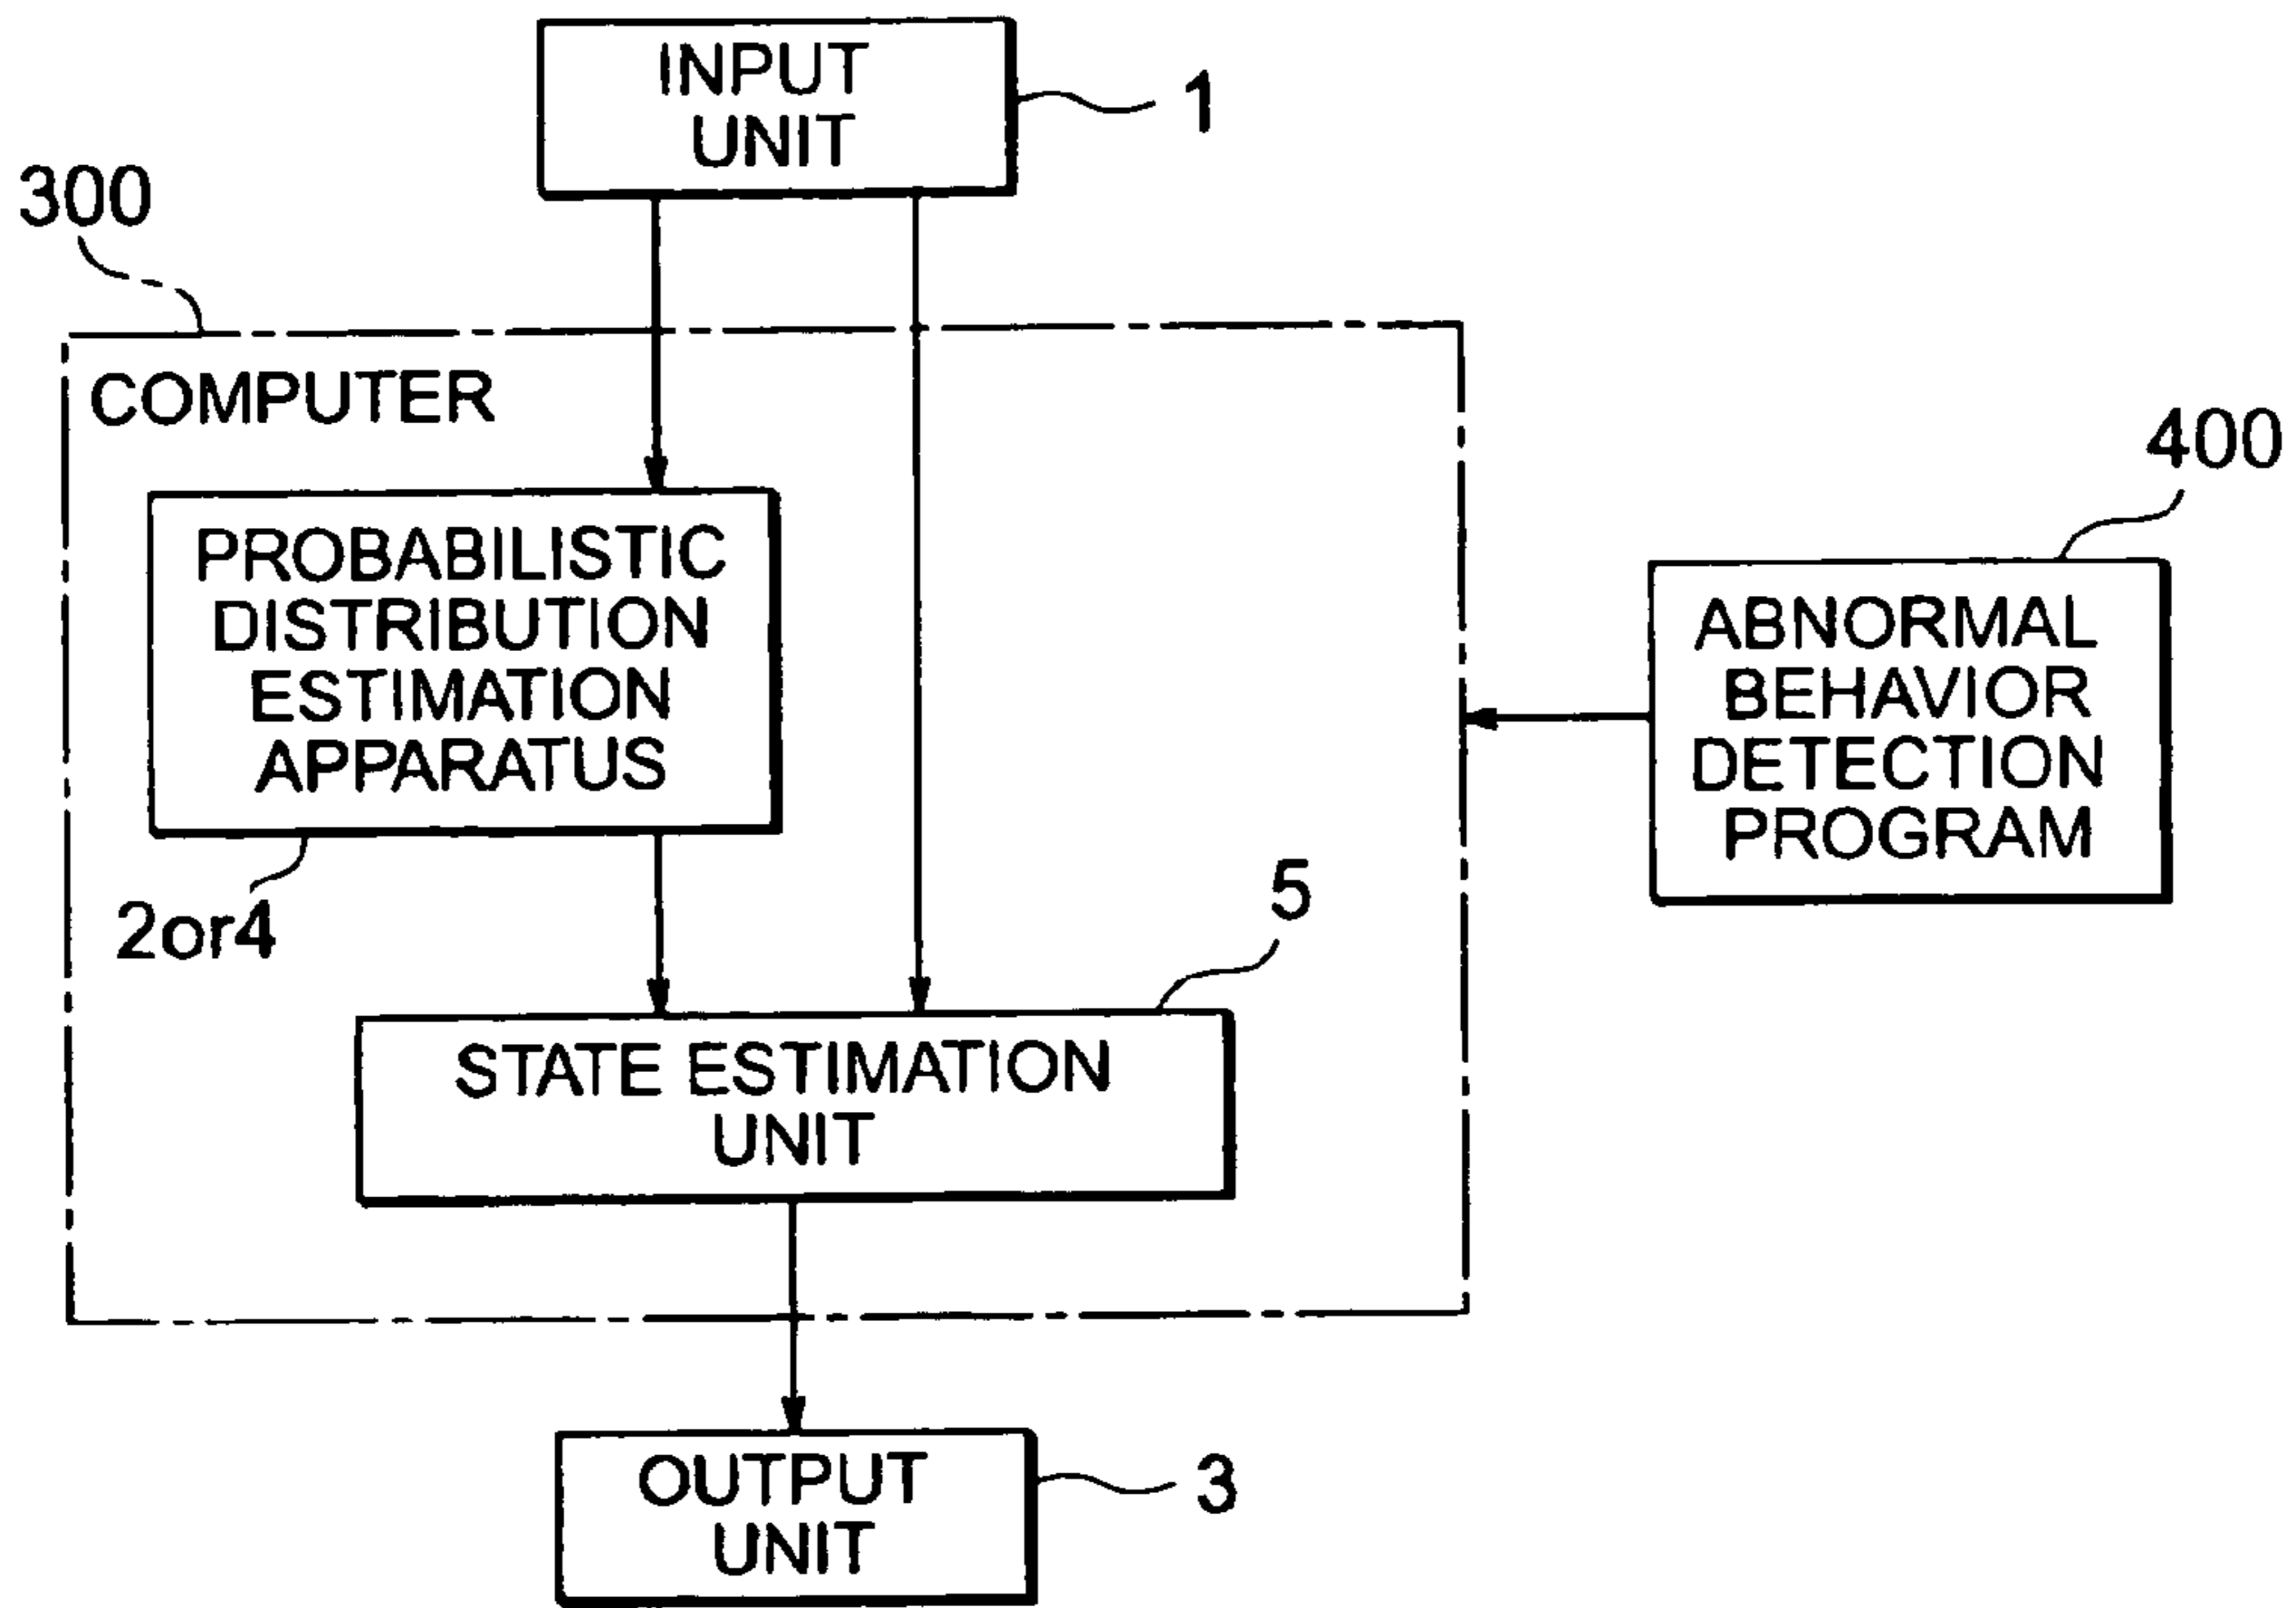 INPUT
UNIT
1
300
COMPUTER
PROBABILISTIC
DISTRIBUTION
ESTIMATION
APPARATUS
2or4
400
ABNORMAL
BEHAVIOR
DETECTION
PROGRAM
5
STATE ESTIMATION
UNIT
OUTPUT
UNIT
3